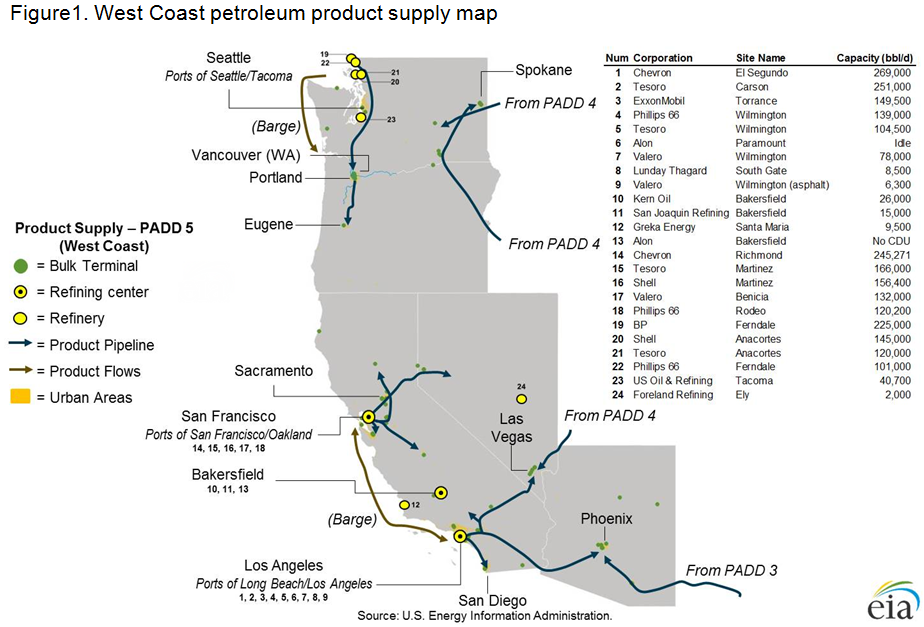 Figure1. West Coast petroleum product supply map
Seattle
Ports of Seattle/Tacoma
(Barge)
Vancouver (WA)
Portland
Eugene
19
22
21
20
23
Spokane
From PADD 4
From PADD 4
Product Supply – PADD 5
(West Coast)
= Bulk Terminal
= Refining center
= Refinery
= Product Pipeline
= Product Flows
= Urban Areas
Sacramento
San Francisco
Ports of San Francisco/Oakland
14, 15, 16, 17, 18
Bakersfield
10, 11, 13
(Barge)
12
24
Las
Vegas
From PADD 4
Phoenix
From PADD 3
Los Angeles
Ports of Long Beach/Los Angeles
1, 2, 3, 4, 5, 6, 7, 8, 9
San Diego
Num Corporation Site Name Capacity (bbl/d)
1 Chevron El Segundo 269,000
2 Tesoro Carson 251,000
3 ExxonMobil Torrance 149,500
4 Phillips 66 Wilmington 139,000
5 Tesoro Wilmington 104,500
6 Alon Paramount Idle
7 Valero Wilmington 78,000
8 Lunday Thagard South Gate 8,500
9 Valero Wilmington (asphalt) 6,300
10 Kern Oil Bakersfield 26,000
11 San Joaquin Refining Bakersfield 15,000
12 Greka Energy Santa Maria 9,500
13 Alon Bakersfield No CDU
14 Chevron Richmond 245,271
15 Tesoro Martinez 166,000
16 Shell Martinez 156,400
17 Valero Benicia 132,000
18 Phillips 66 Rodeo 120,200
19 BP Ferndale 225,000
20 Shell Anacortes 145,000
21 Tesoro Anacortes 120,000
22 Phillips 66 Ferndale 101,000
23 US Oil & Refining Tacoma 40,700
24 Foreland Refining Ely 2,000
Source: U.S. Energy Information Administration.
eia